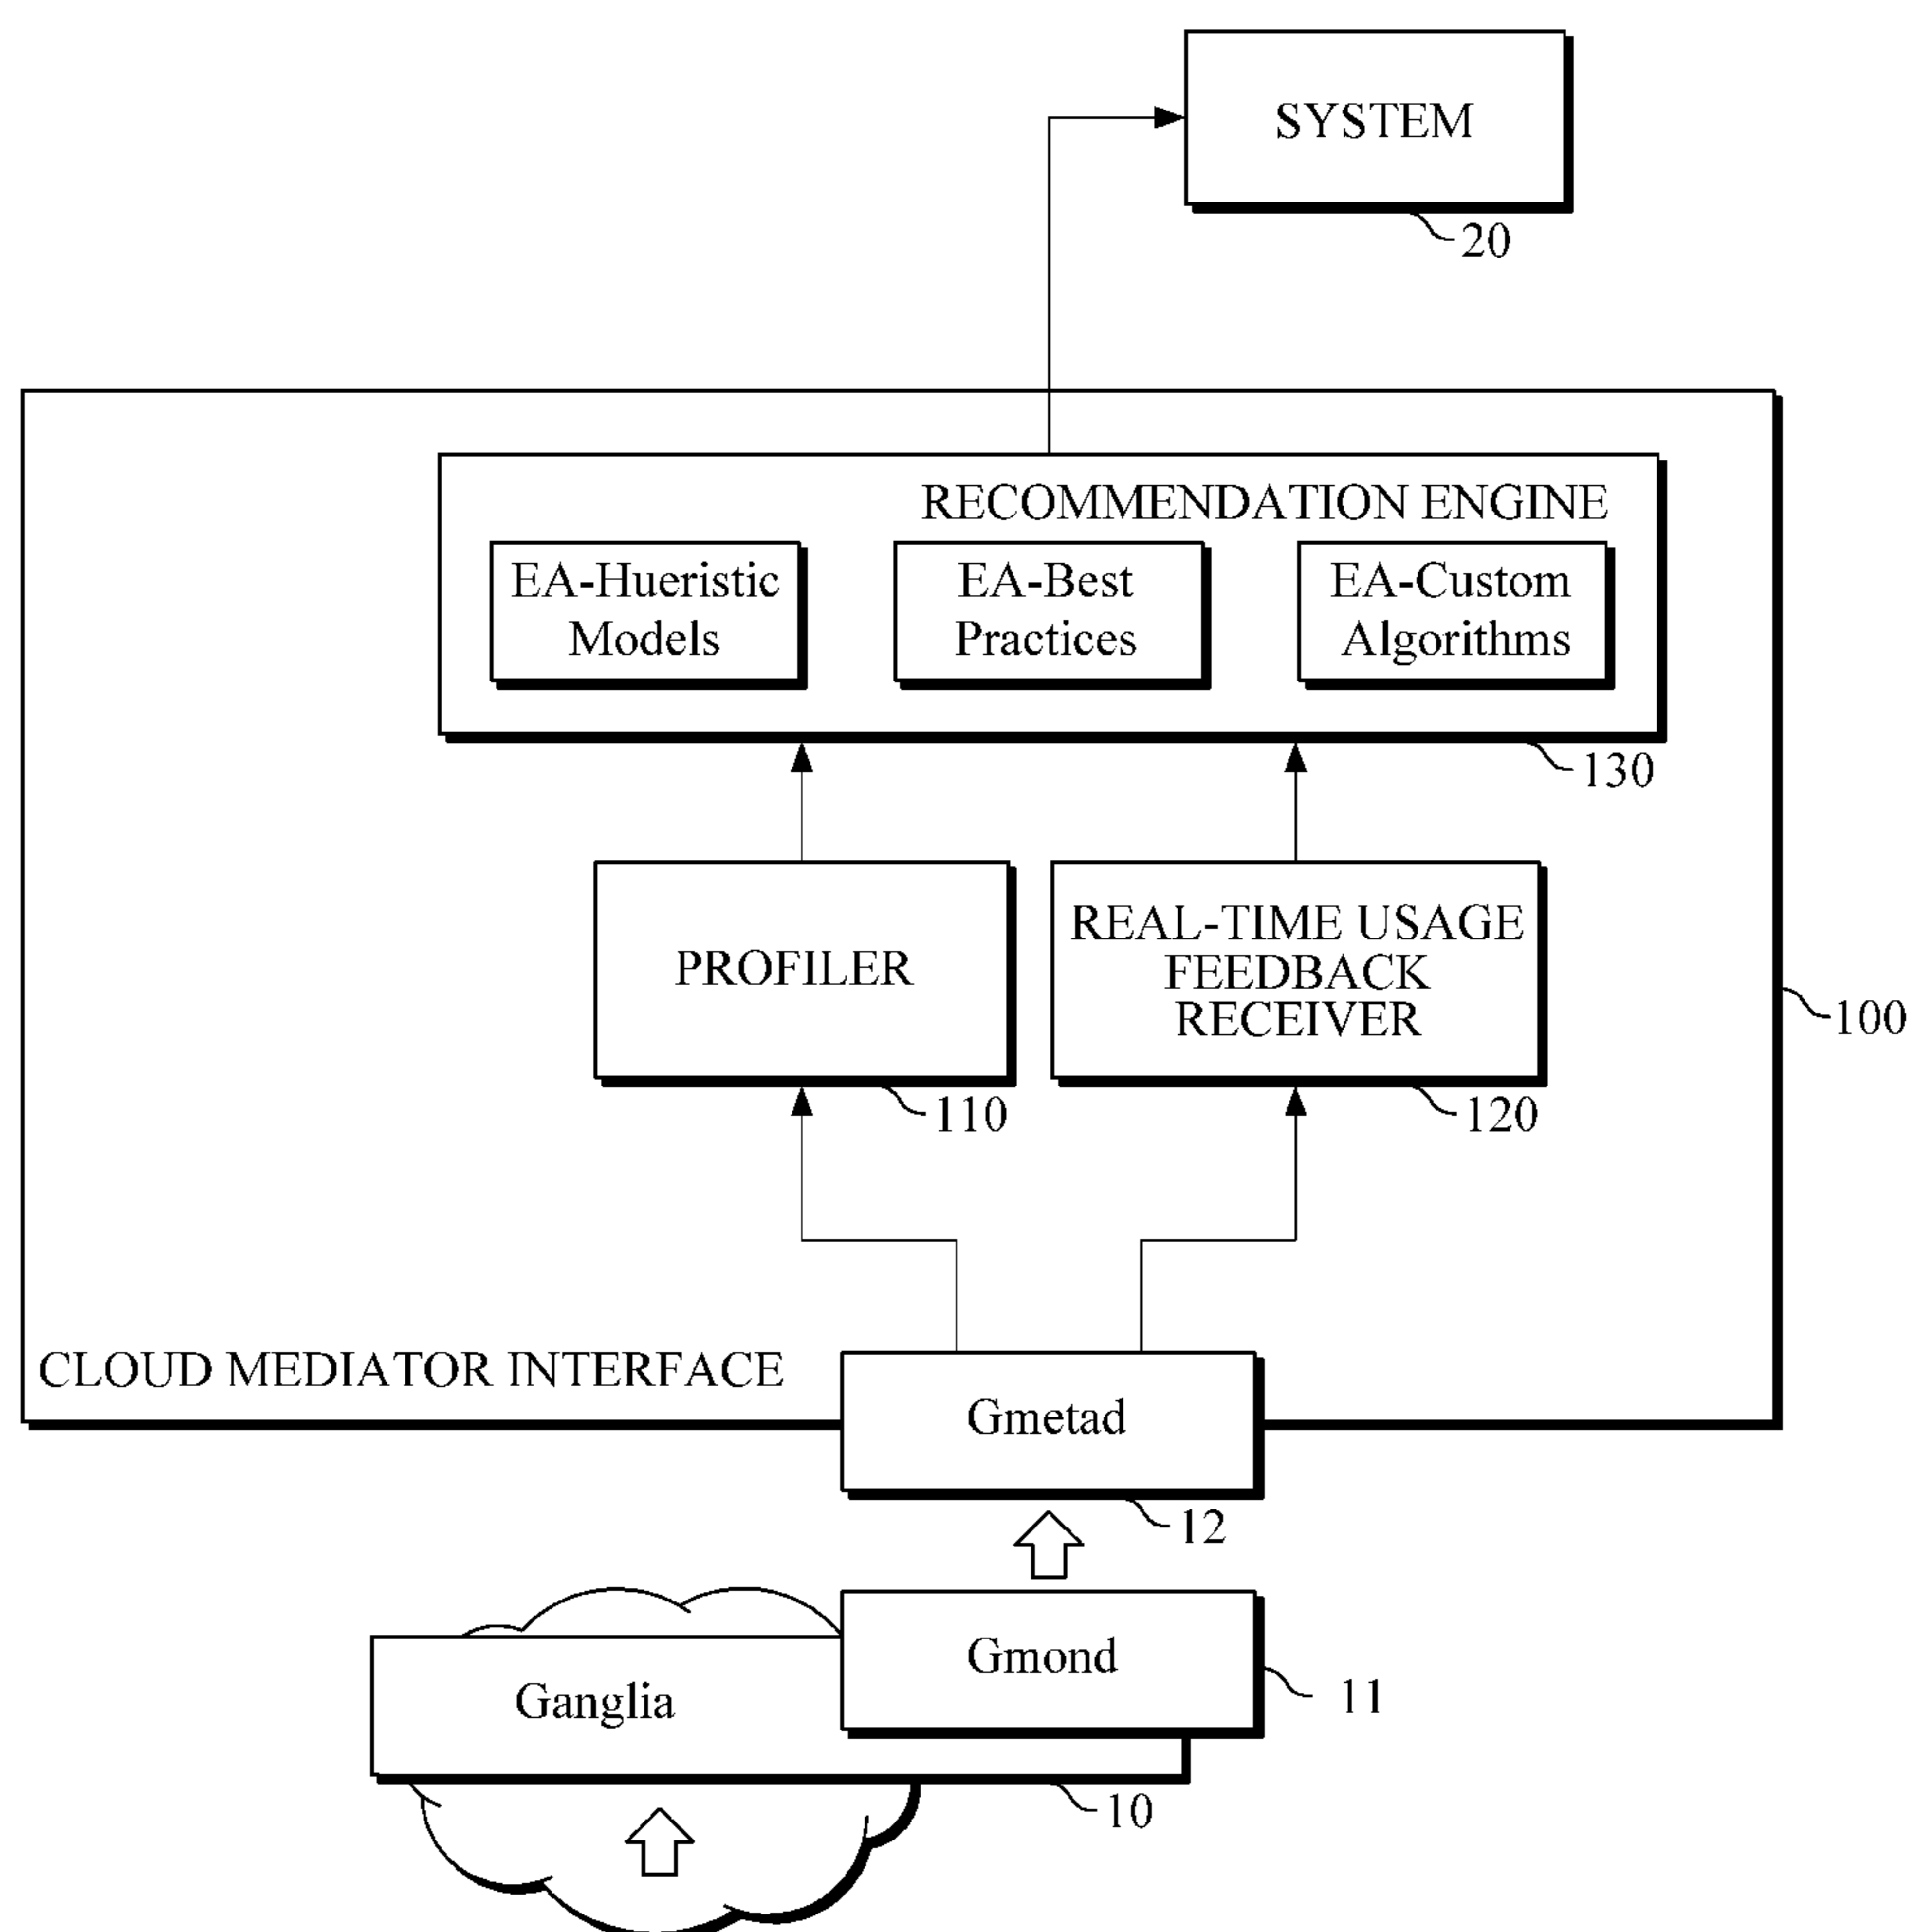 SYSTEM
20
RECOMMENDATION ENGINE
EA-Hueristic
Models
EA-Best
Practices
EA-Custom
Algorithms
130
PROFILER
110
REAL-TIME USAGE
FEEDBACK
RECEIVER
120
100
CLOUD MEDIATOR INTERFACE
Gmetad
12
Gmond
11
Ganglia
10